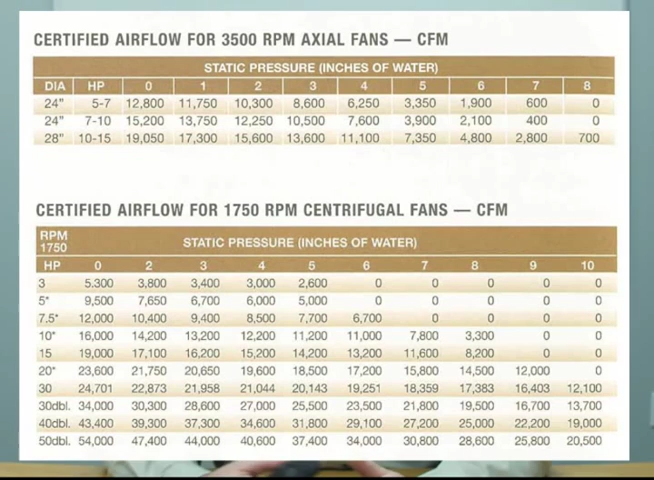 CERTIFIED AIRFLOW FOR 3500 RPM AXIAL FANS — CFM
STATIC PRESSURE (INCHES OF WATER)
DIA HP 0 1 2 3 4 5 6 7 8
24" 5-7 12,800 11,750 10,300 8,600 6,250 3,350 1,900 600 0
24" 7-10 15,200 13,750 12,250 10,500 7,600 3,900 2,100 400 0
28" 10-15 19,050 17,300 15,600 13,600 11,100 7,350 4,800 2,800 700
CERTIFIED AIRFLOW FOR 1750 RPM CENTRIFUGAL FANS — CFM
RPM
1750
STATIC PRESSURE (INCHES OF WATER)
HP 0 2 3 4 5 6 7 8 9 10
3 5,300 3,800 3,400 3,000 2,600 0 0 0 0 0
5* 9,500 7,650 6,700 6,000 5,000 0 0 0 0 0
7.5* 12,000 10,400 9,400 8,500 7,700 6,700 0 0 0 0
10* 16,000 14,200 13,200 12,200 11,200 11,000 7,800 3,300 0 0
15 19,000 17,100 16,200 15,200 14,200 13,200 11,600 8,200 0 0
20* 23,600 21,750 20,650 19,600 18,500 17,200 15,800 14,500 12,000 0
30 24,701 22,873 21,958 21,044 20,143 19,251 18,359 17,383 16,403 12,100
30dbl. 34,000 30,300 28,600 27,000 25,500 23,500 21,800 19,500 16,700 13,700
40dbl. 43,400 39,300 37,300 34,600 31,800 29,100 27,200 25,000 22,200 19,000
50dbl. 54,000 47,400 44,000 40,600 37,400 34,000 30,800 28,600 25,800 20,500